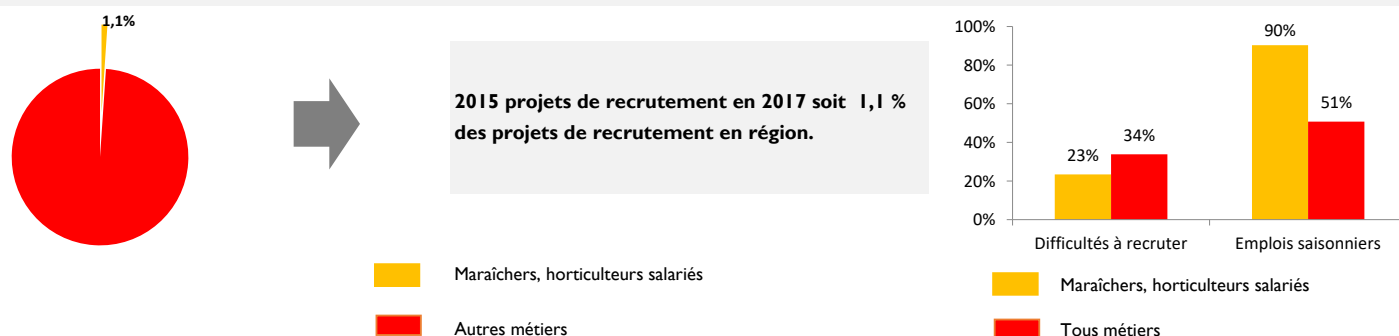 1,1%
2015 projets de recrutement en 2017 soit 1,1 %
des projets de recrutement en région.
Maraîchers, horticulteurs salariés
Autres métiers
100%
80%
60%
40%
20%
0%
23%
34%
90%
51%
Difficultés à recruter
Emplois saisonniers
Maraîchers, horticulteurs salariés
Tous métiers